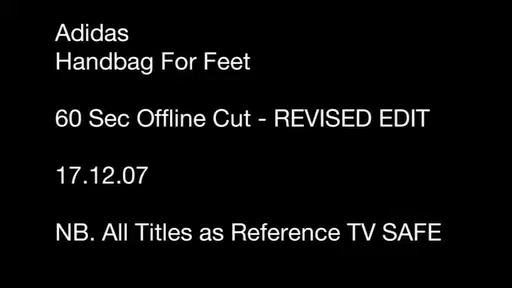 Adidas
Handbag For Feet
60 Sec Offline Cut - REVISED EDIT
17.12.07
NB. All Titles as Reference TV SAFE